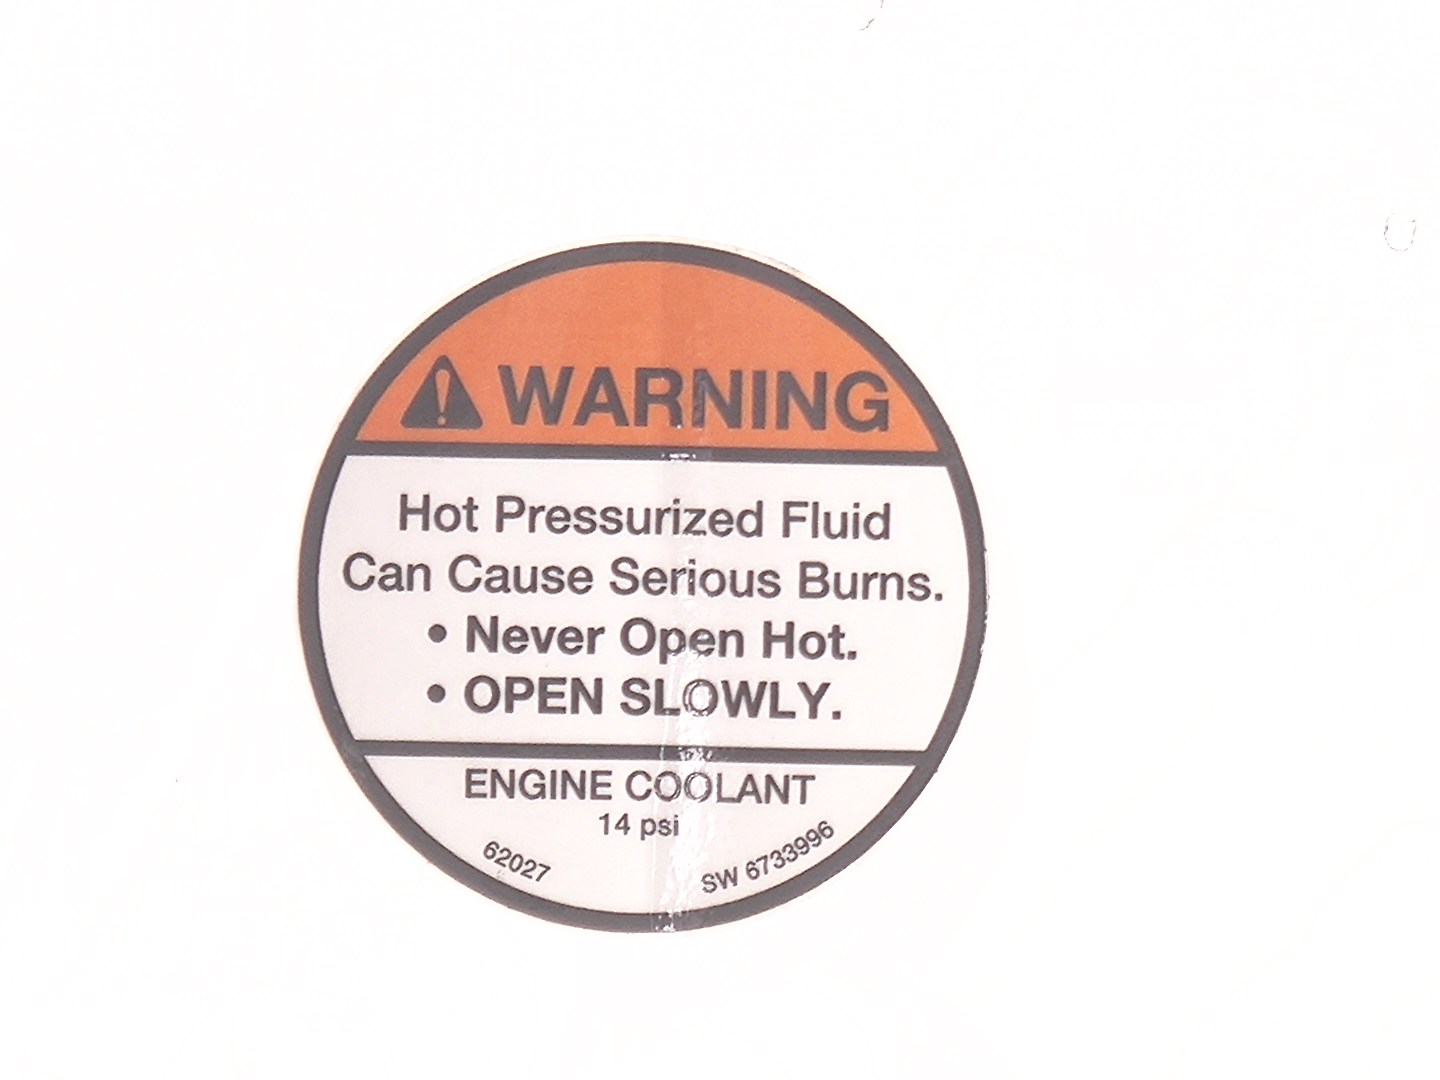 WARNING
Hot Pressurized Fluid
Can Cause Serious Burns.
• Never Open Hot.
• OPEN SLOWLY.
ENGINE COOLANT
14 psi
62027
SW 6733996